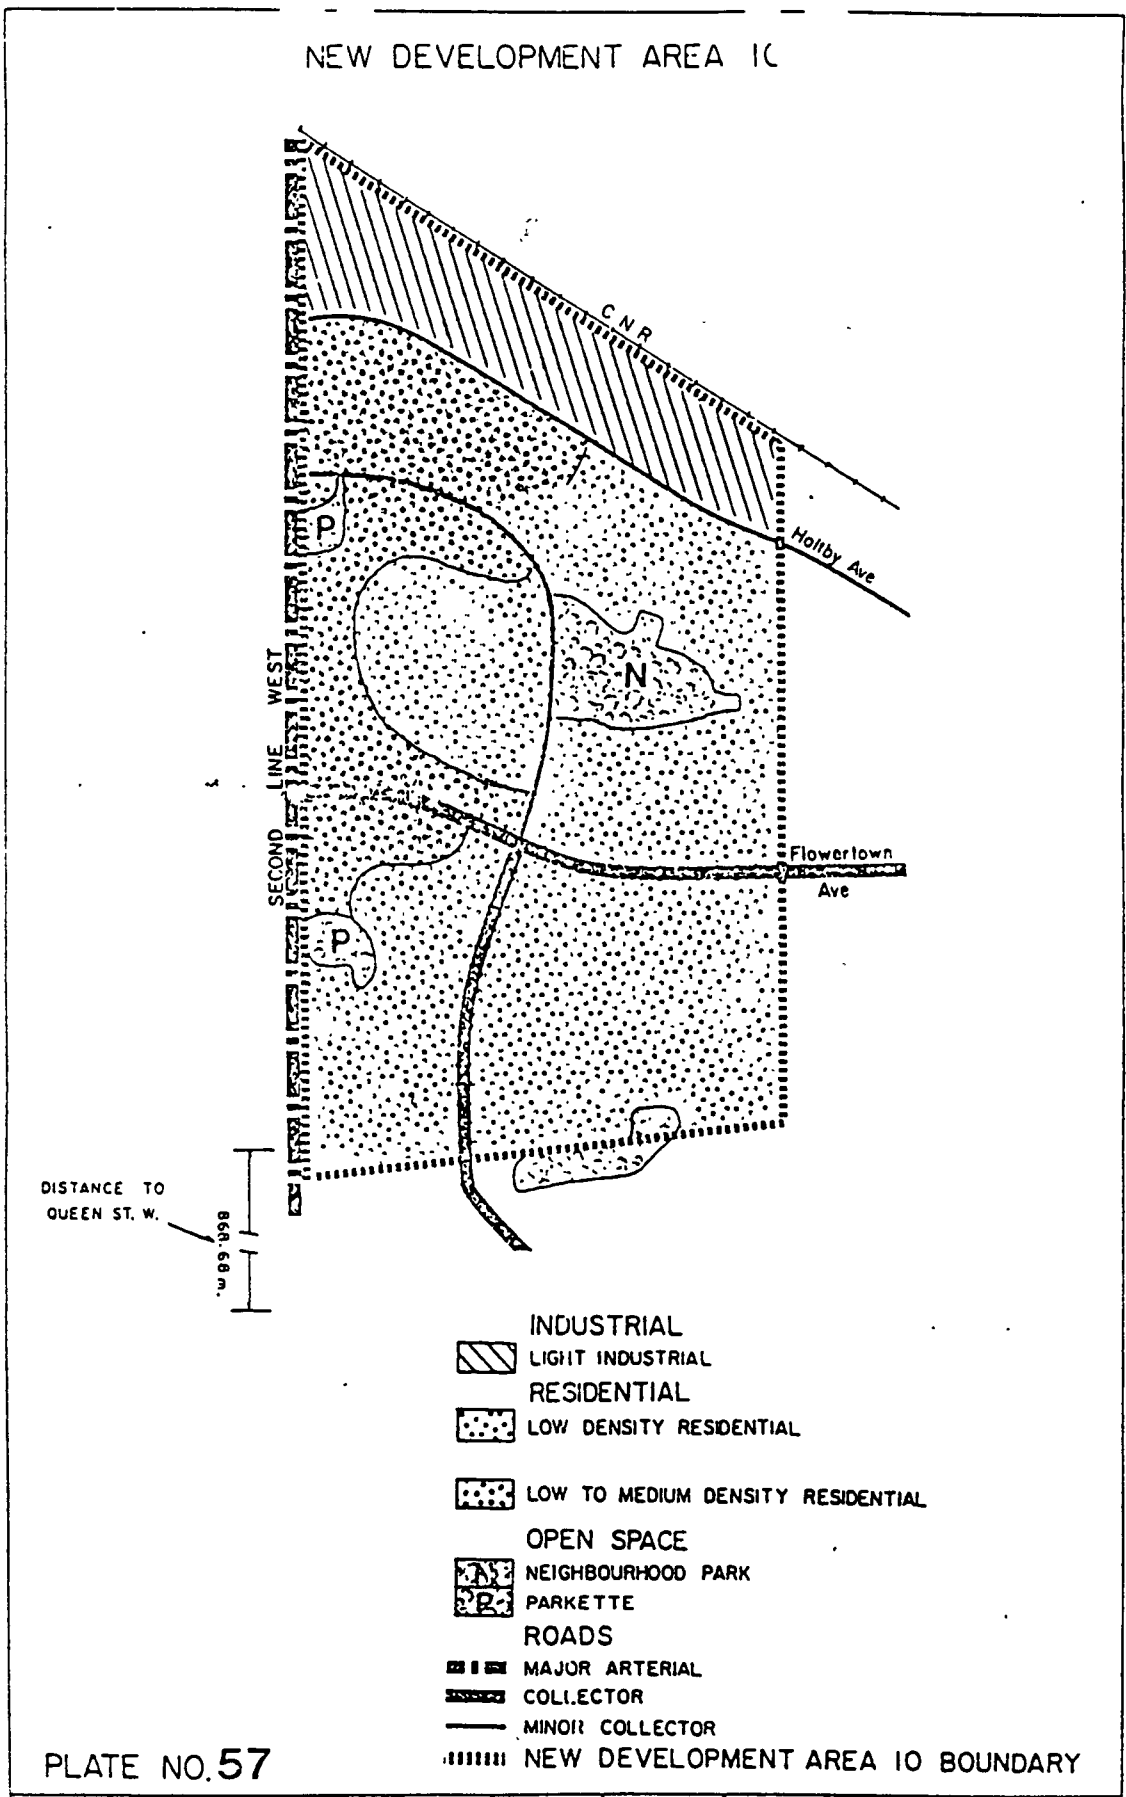 NEW DEVELOPMENT AREA 10
CNR
Haltby Ave
P
N
SECOND LINE WEST
Flowertown
Ave
P
DISTANCE TO
QUEEN ST. W.
868.68 m.
INDUSTRIAL
LIGHT INDUSTRIAL
RESIDENTIAL
LOW DENSITY RESIDENTIAL
LOW TO MEDIUM DENSITY RESIDENTIAL
OPEN SPACE
N NEIGHBOURHOOD PARK
P PARKETTE
ROADS
MAJOR ARTERIAL
COLLECTOR
MINOR COLLECTOR
NEW DEVELOPMENT AREA 10 BOUNDARY
PLATE NO. 57